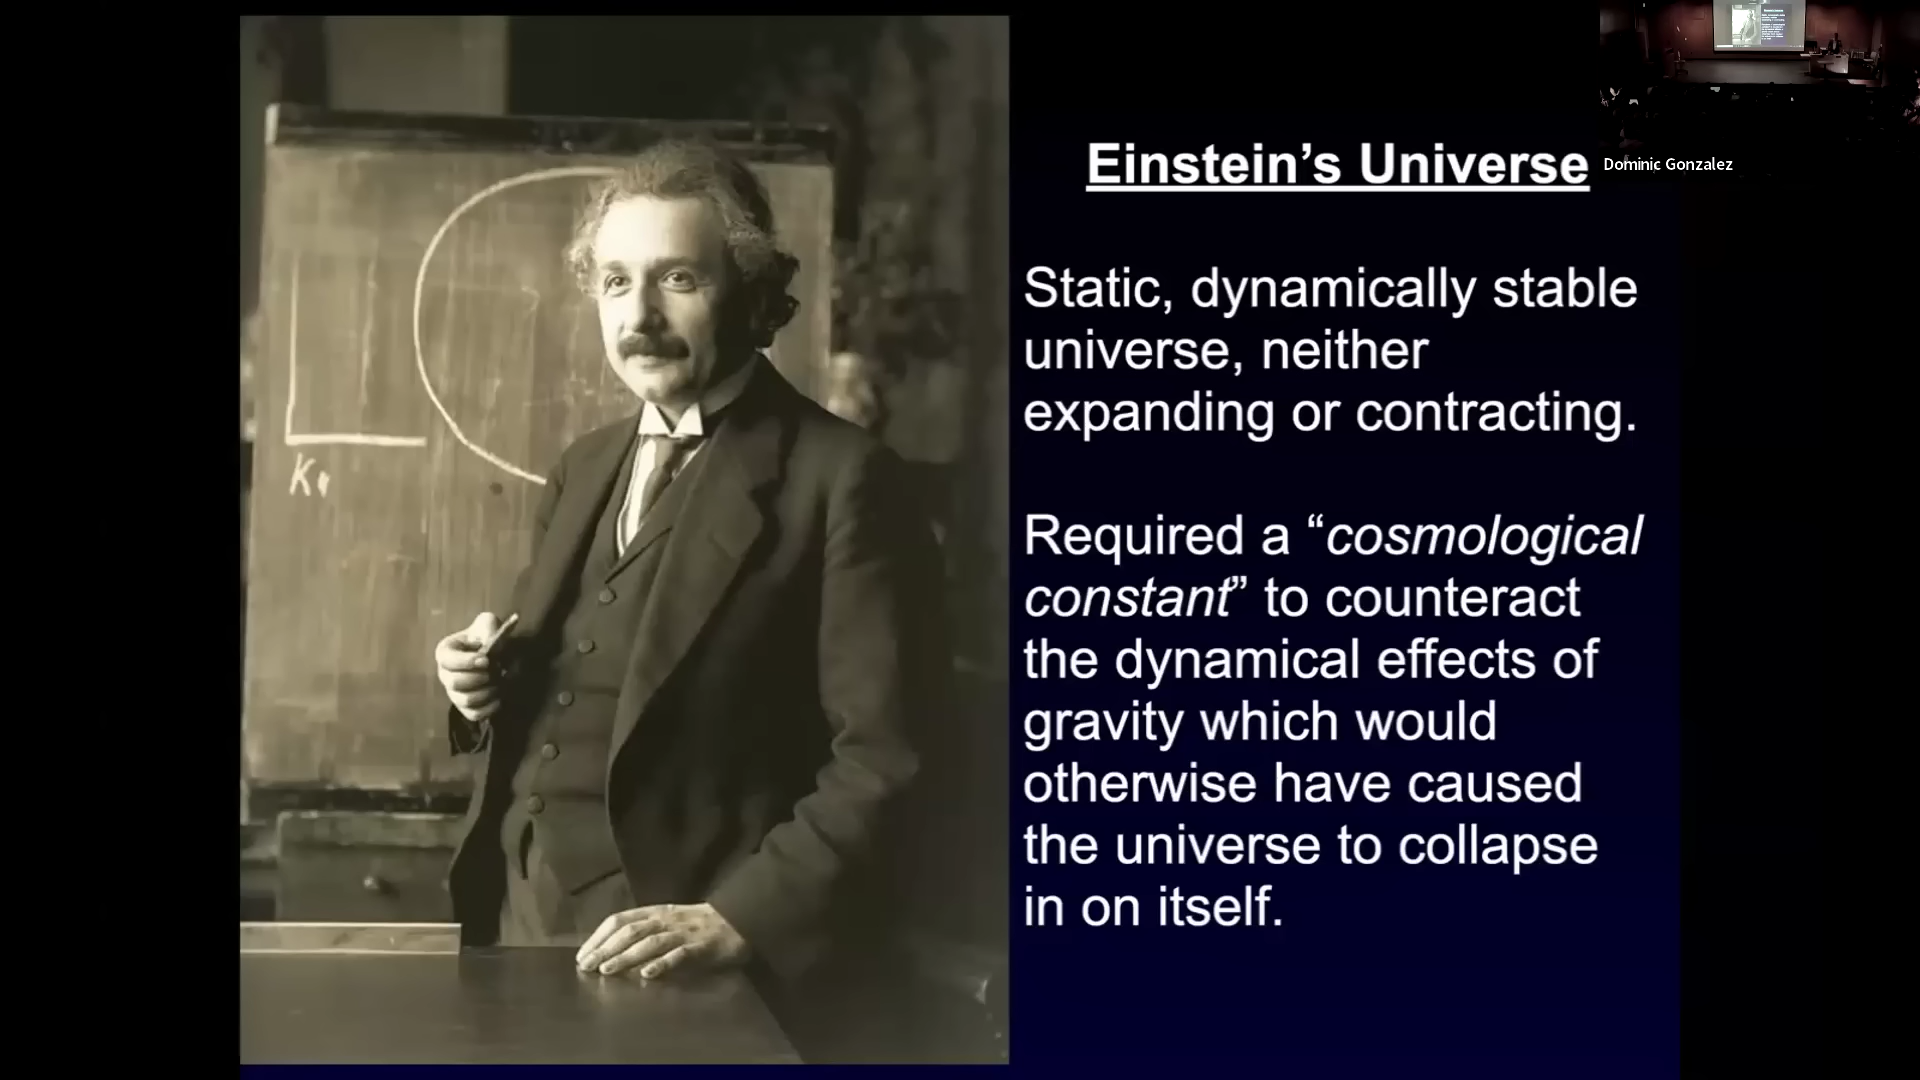 Einstein’s Universe
Dominic Gonzalez
Static, dynamically stable
universe, neither
expanding or contracting.
Required a “cosmological
constant” to counteract
the dynamical effects of
gravity which would
otherwise have caused
the universe to collapse
in on itself.